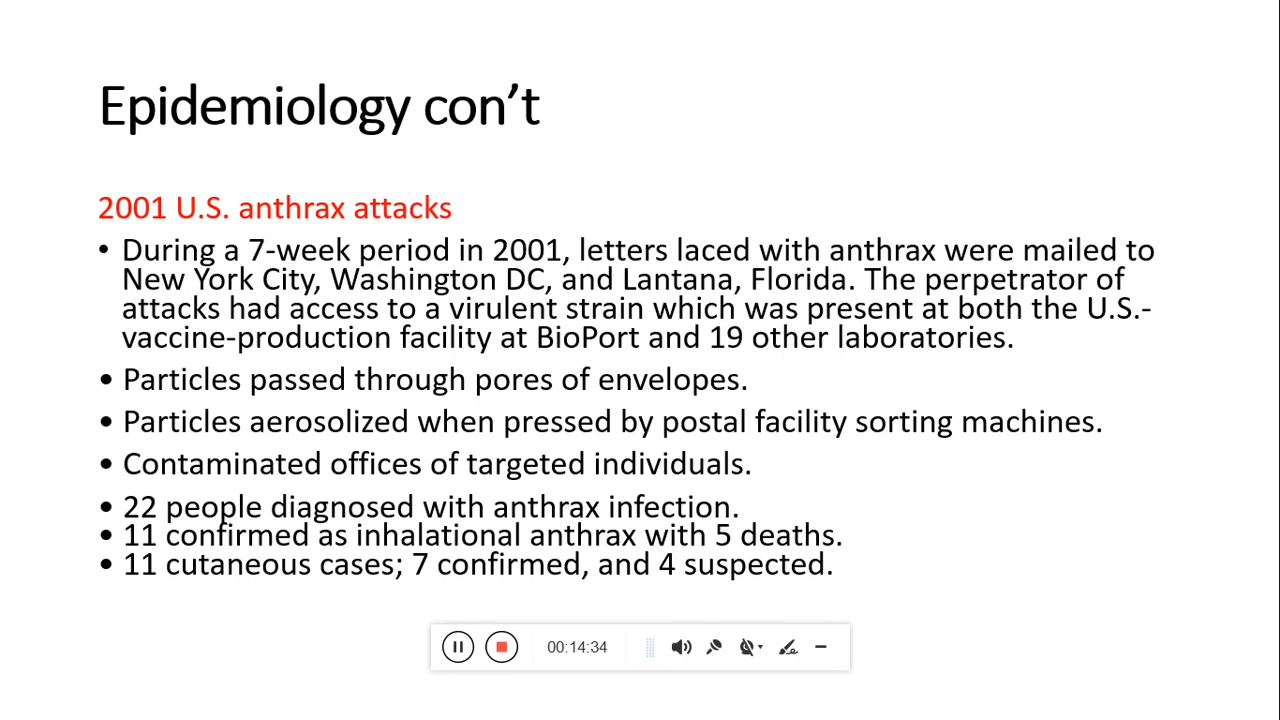 Epidemiology con’t
2001 U.S. anthrax attacks
• During a 7-week period in 2001, letters laced with anthrax were mailed to
New York City, Washington DC, and Lantana, Florida. The perpetrator of
attacks had access to a virulent strain which was present at both the U.S.-
vaccine-production facility at BioPort and 19 other laboratories.
• Particles passed through pores of envelopes.
• Particles aerosolized when pressed by postal facility sorting machines.
• Contaminated offices of targeted individuals.
• 22 people diagnosed with anthrax infection.
• 11 confirmed as inhalational anthrax with 5 deaths.
• 11 cutaneous cases; 7 confirmed, and 4 suspected.
00:14:34